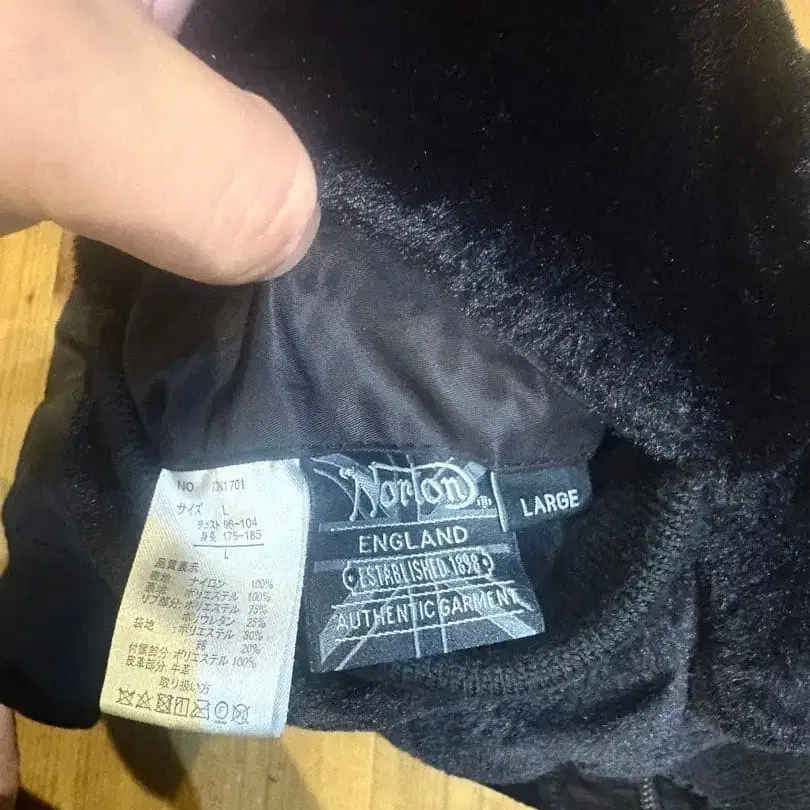 NO. TN1701
サイズ L
チェスト 96-104
身長 175-185
L
品質表示
表地 ナイロン 100%
ポリエステル 100%
リブ部分:ポリエステル 75%
ポリウレタン 25%
袋地 :ポリエステル 80%
綿 20%
付属部分:ポリエステル 100%
皮革部分:牛革
取り扱い方
Norton
ENGLAND
ESTABLISHED 1898
AUTHENTIC GARMENT
LARGE